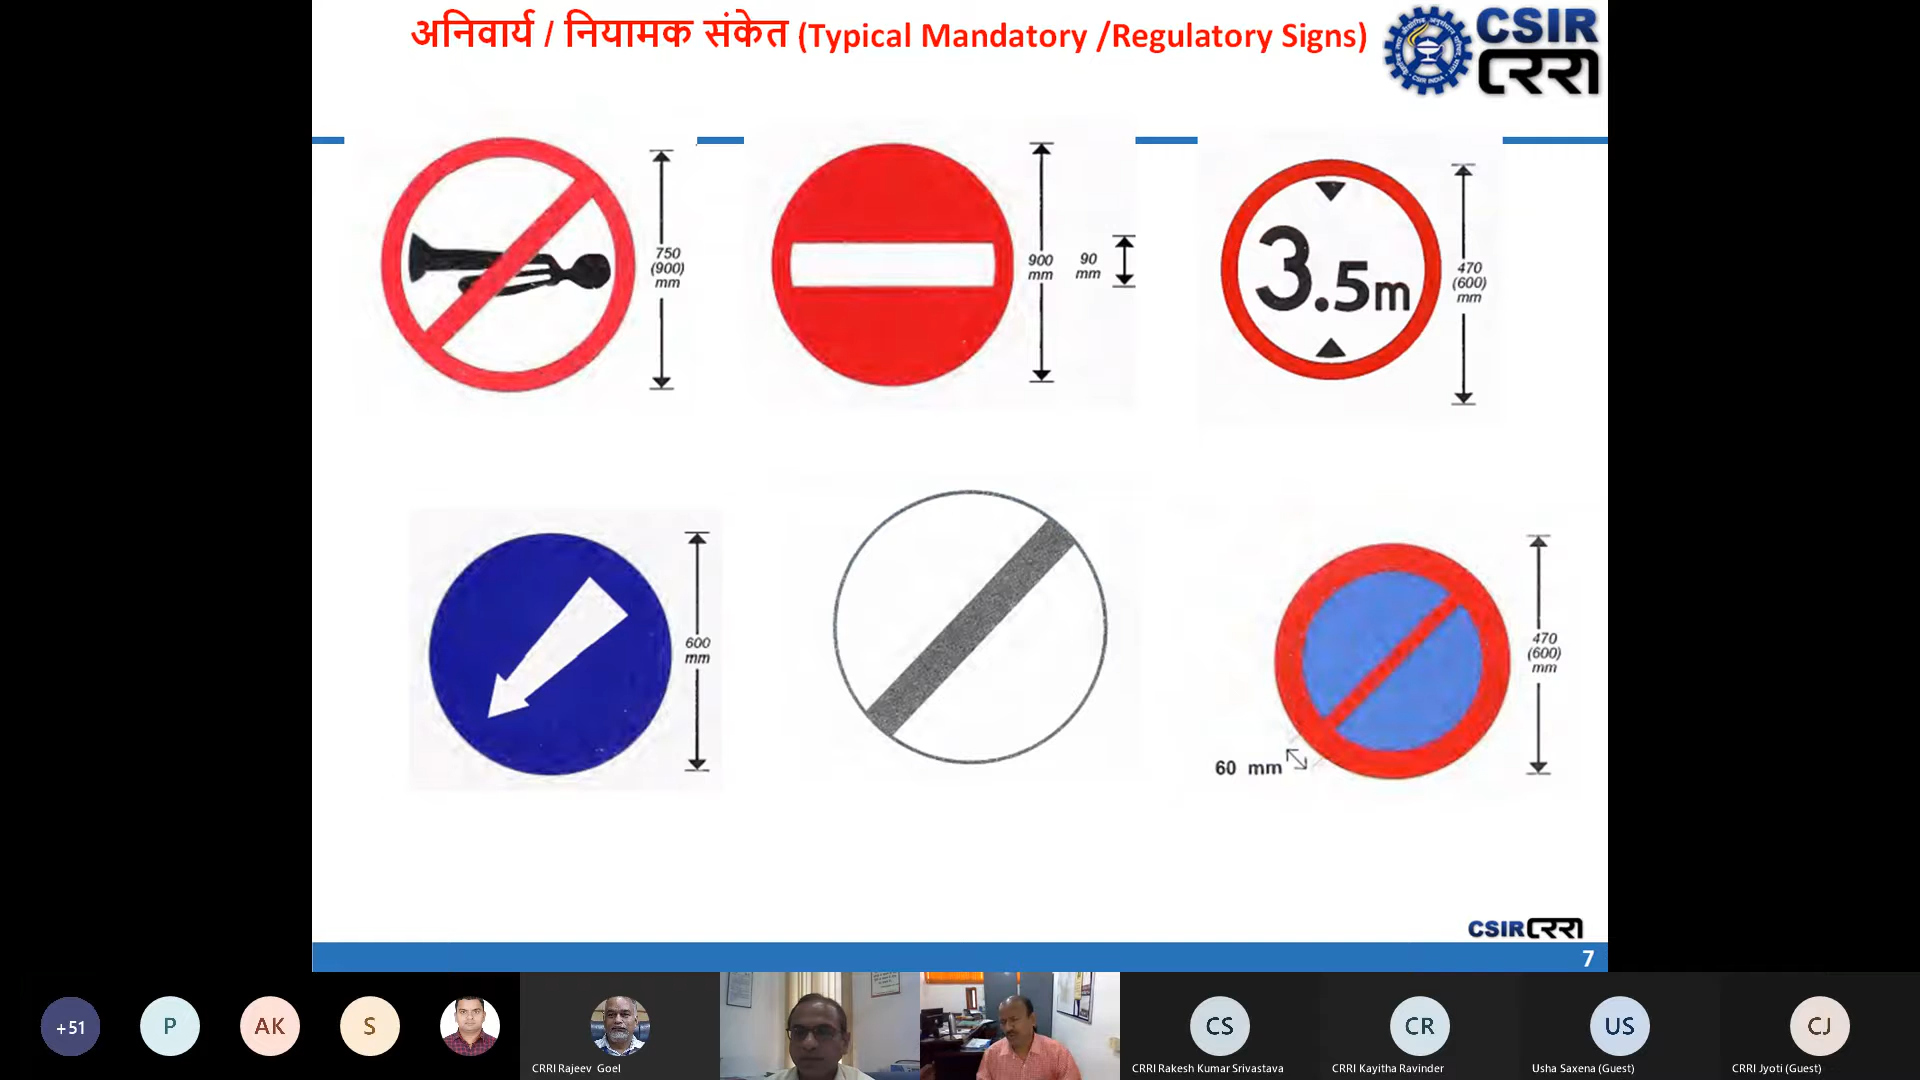 अनिवार्य / नियामक संकेत (Typical Mandatory /Regulatory Signs)
CSIR
CSIR INDIA
750
(900)
mm
900
mm
90
mm
3.5m
470
(600)
mm
600
mm
60 mm
470
(600)
mm
CSIR
7
+51
P
AK
S
CS
CR
US
CJ
CRRI Rajeev Goel
CRRI Rakesh Kumar Srivastava
CRRI Kayitha Ravinder
Usha Saxena (Guest)
CRRI Jyoti (Guest)